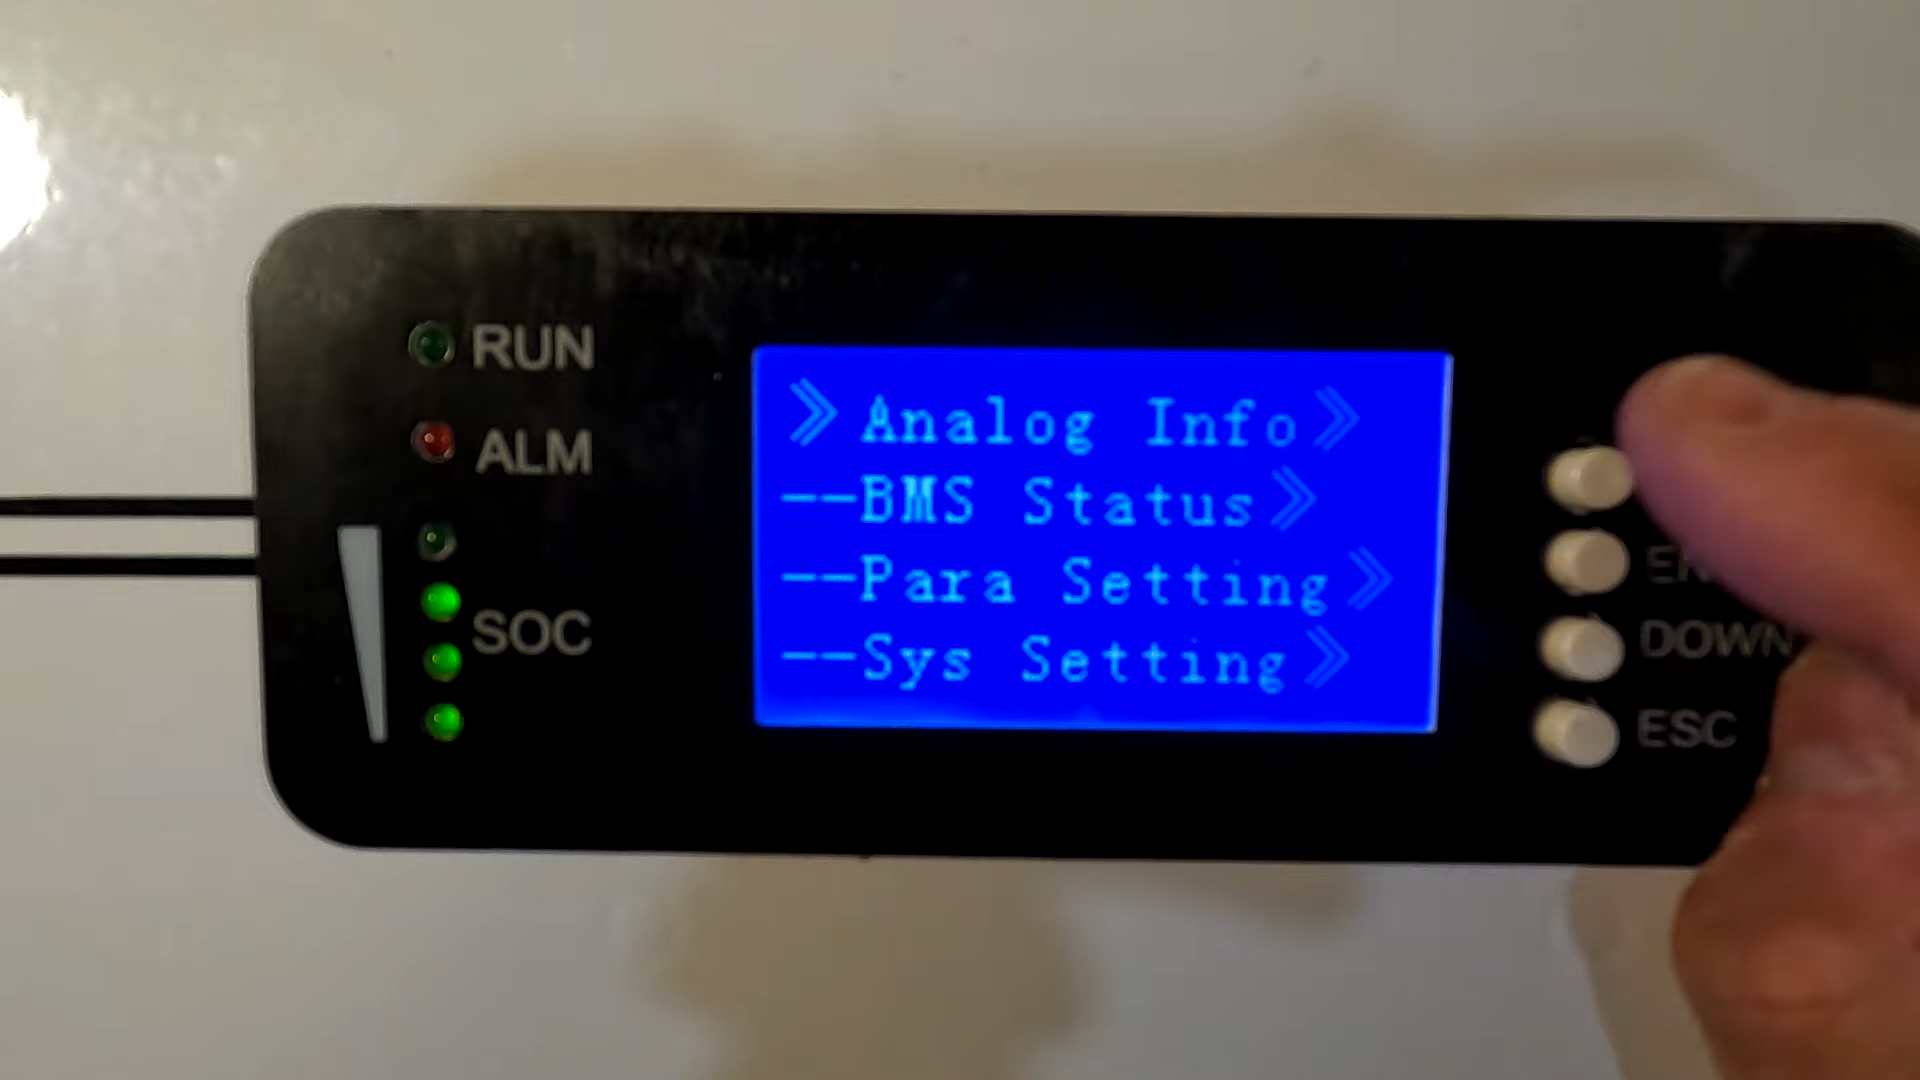 RUN
ALM
SOC
》Analog Info》
--BMS Status》
--Para Setting》
--Sys Setting》
DOWN
ESC